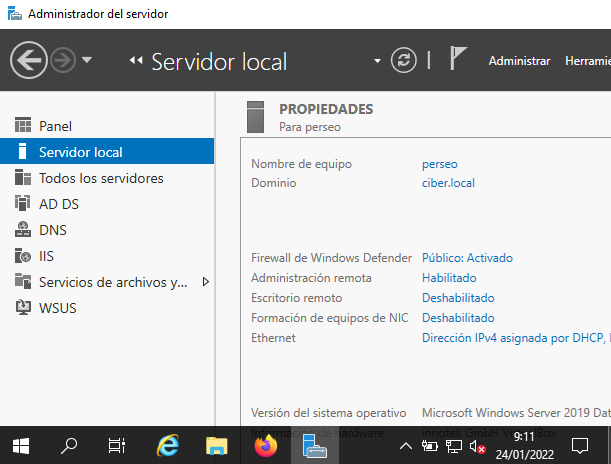 Administrador del servidor
Servidor local
Administrar
Herramie
Panel
Servidor local
Todos los servidores
AD DS
DNS
IIS
Servicios de archivos y...
WSUS
PROPIEDADES
Para perseo
Nombre de equipo perseo
Dominio ciber.local
Firewall de Windows Defender Público: Activado
Administración remota Habilitado
Escritorio remoto Deshabilitado
Formación de equipos de NIC Deshabilitado
Ethernet Dirección IPv4 asignada por DHCP,
Versión del sistema operativo Microsoft Windows Server 2019 Dat
Información de hardware innotek GmbH VirtualBox
9:11
24/01/2022